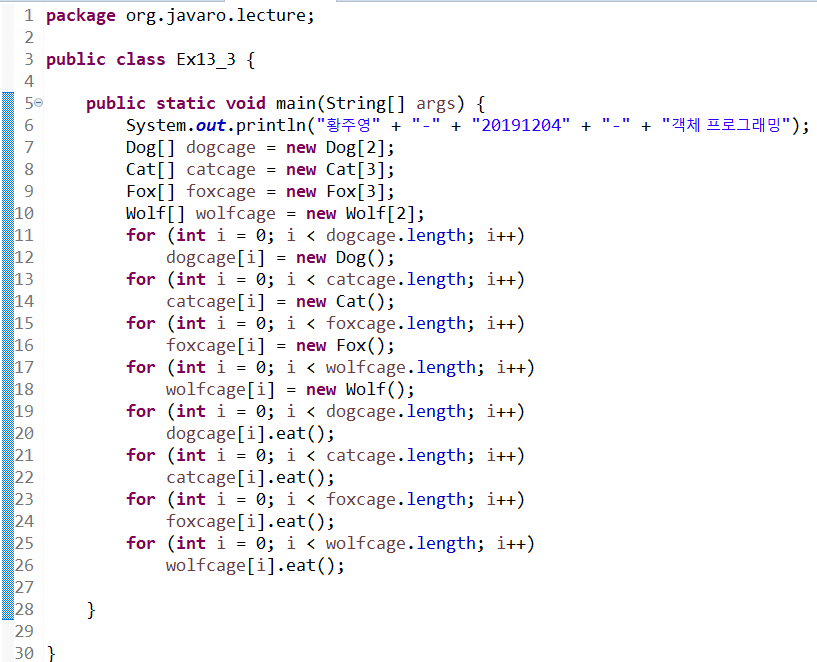 1 package org.javaro.lecture;
2
3 public class Ex13_3 {
4
5     public static void main(String[] args) {
6         System.out.println("황주영" + "-" + "20191204" + "-" + "객체 프로그래밍");
7         Dog[] dogcage = new Dog[2];
8         Cat[] catcage = new Cat[3];
9         Fox[] foxcage = new Fox[3];
10         Wolf[] wolfcage = new Wolf[2];
11         for (int i = 0; i < dogcage.length; i++)
12             dogcage[i] = new Dog();
13         for (int i = 0; i < catcage.length; i++)
14             catcage[i] = new Cat();
15         for (int i = 0; i < foxcage.length; i++)
16             foxcage[i] = new Fox();
17         for (int i = 0; i < wolfcage.length; i++)
18             wolfcage[i] = new Wolf();
19         for (int i = 0; i < dogcage.length; i++)
20             dogcage[i].eat();
21         for (int i = 0; i < catcage.length; i++)
22             catcage[i].eat();
23         for (int i = 0; i < foxcage.length; i++)
24             foxcage[i].eat();
25         for (int i = 0; i < wolfcage.length; i++)
26             wolfcage[i].eat();
27
28     }
29
30 }